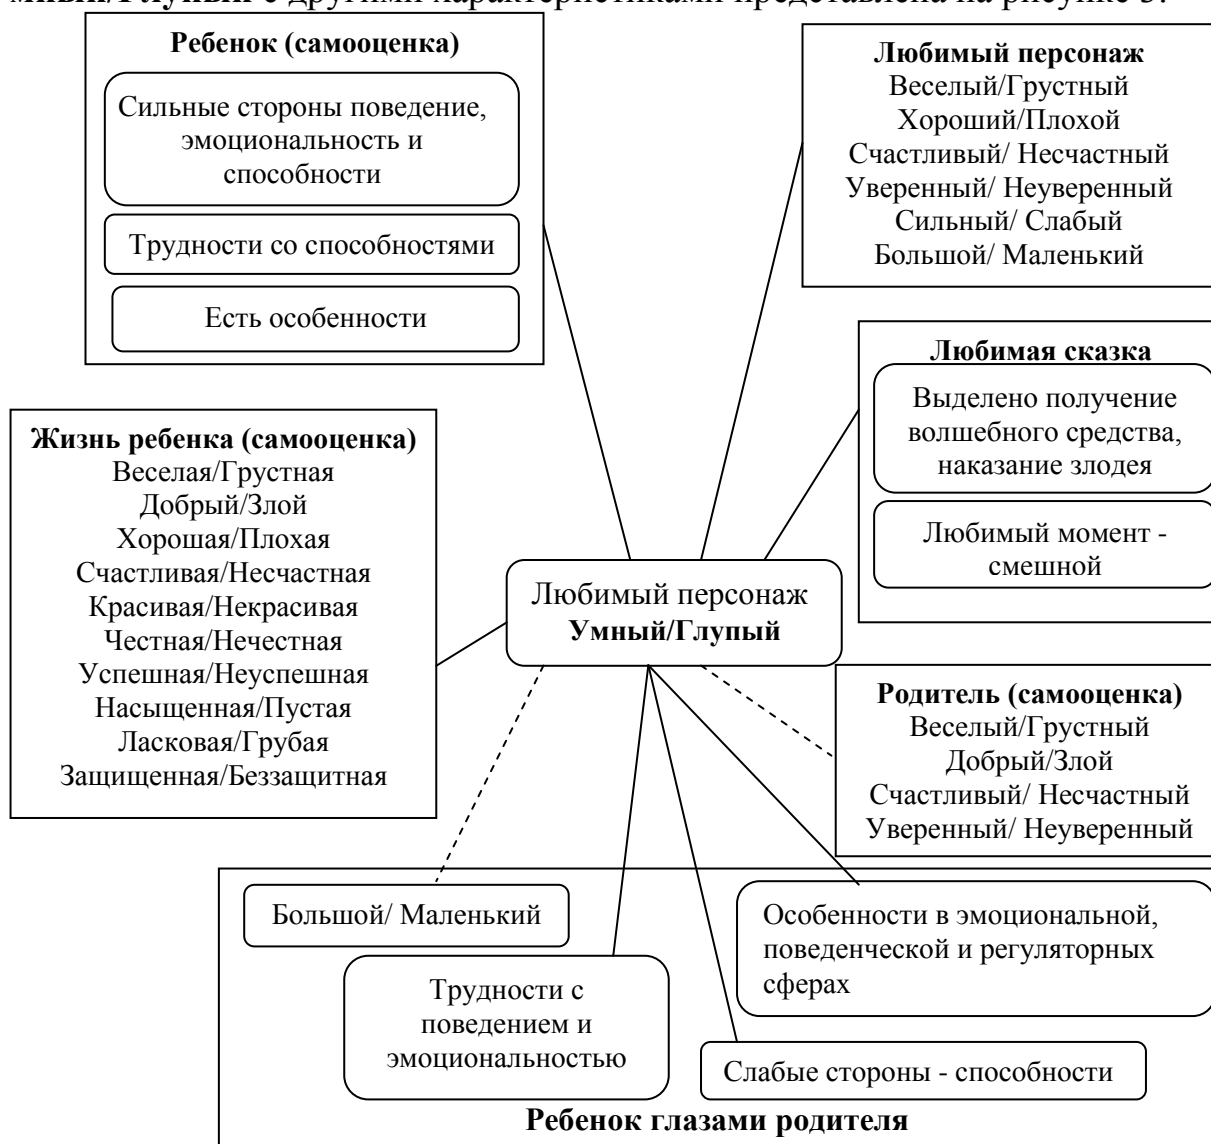 мный/Глупый с другими характеристиками представлена на рисунке 3.
Ребенок (самооценка)
Сильные стороны поведение,
эмоциональность и
способности
Трудности со способностями
Есть особенности
Любимый персонаж
Веселый/Грустный
Хороший/Плохой
Счастливый/ Несчастный
Уверенный/ Неуверенный
Сильный/ Слабый
Большой/ Маленький
Любимая сказка
Выделено получение
волшебного средства,
наказание злодея
Любимый момент -
смешной
Жизнь ребенка (самооценка)
Веселая/Грустная
Добрый/Злой
Хорошая/Плохая
Счастливая/Несчастная
Красивая/Некрасивая
Честная/Нечестная
Успешная/Неуспешная
Насыщенная/Пустая
Ласковая/Грубая
Защищенная/Беззащитная
Любимый персонаж
Умный/Глупый
Родитель (самооценка)
Веселый/Грустный
Добрый/Злой
Счастливый/ Несчастный
Уверенный/ Неуверенный
Большой/ Маленький
Трудности с
поведением и
эмоциональностью
Особенности в эмоциональной,
поведенческой и регуляторных
сферах
Слабые стороны - способности
Ребенок глазами родителя